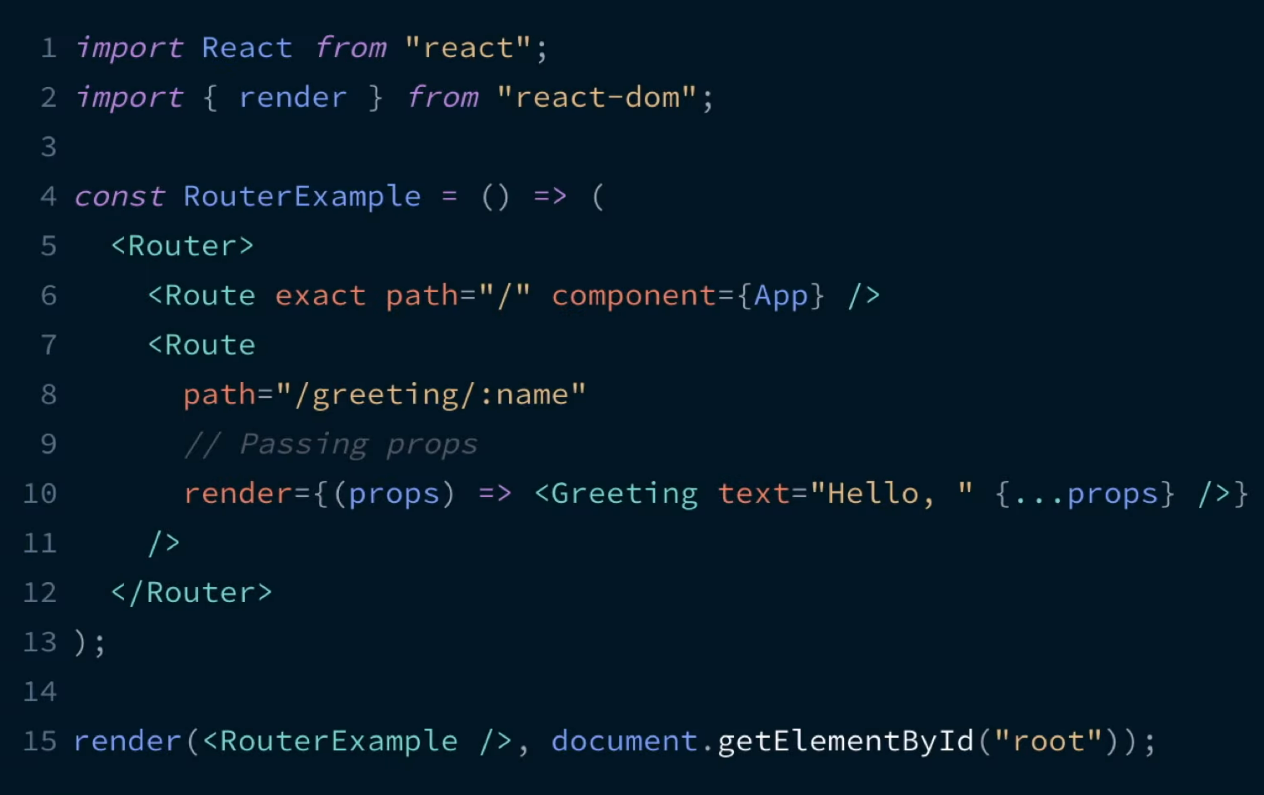 1 import React from "react";
2 import { render } from "react-dom";
3
4 const RouterExample = () => (
5   <Router>
6     <Route exact path="/" component={App} />
7     <Route
8       path="/greeting/:name"
9       // Passing props
10       render={(props) => <Greeting text="Hello, " {...props} />}
11     />
12   </Router>
13 );
14
15 render(<RouterExample />, document.getElementById("root"));